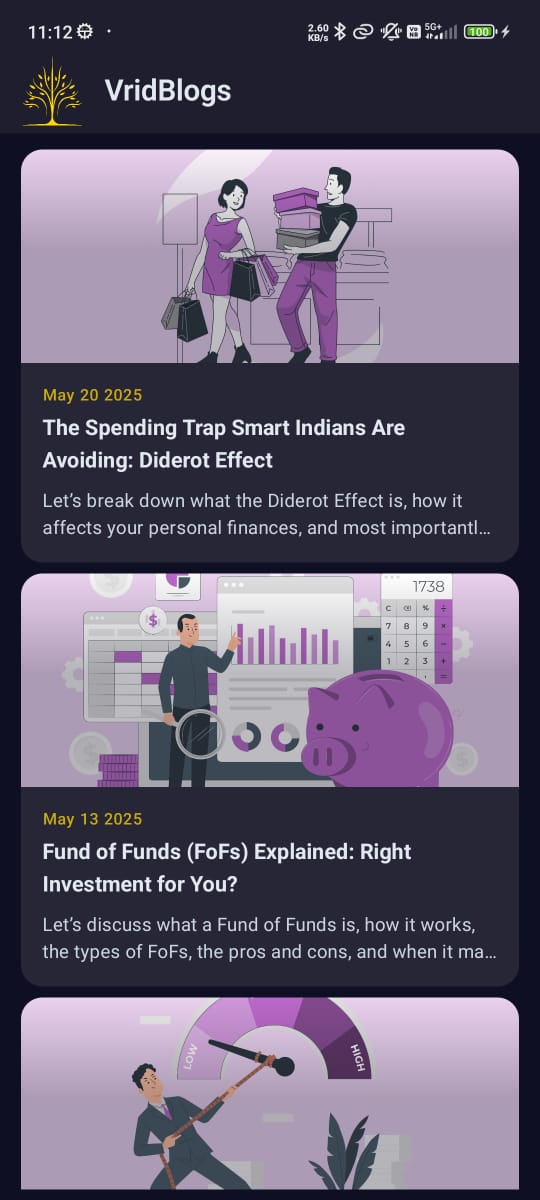 11:12
2.60
KB/s
Vo
NR
5G+
100
VridBlogs
May 20 2025
The Spending Trap Smart Indians Are
Avoiding: Diderot Effect
Let’s break down what the Diderot Effect is, how it
affects your personal finances, and most importantl…
$
$
1738
C ⌫ % ÷
7 8 9 ×
4 5 6 −
1 2 3 +
. =
$
$
May 13 2025
Fund of Funds (FoFs) Explained: Right
Investment for You?
Let’s discuss what a Fund of Funds is, how it works,
the types of FoFs, the pros and cons, and when it ma…
LOW
HIGH